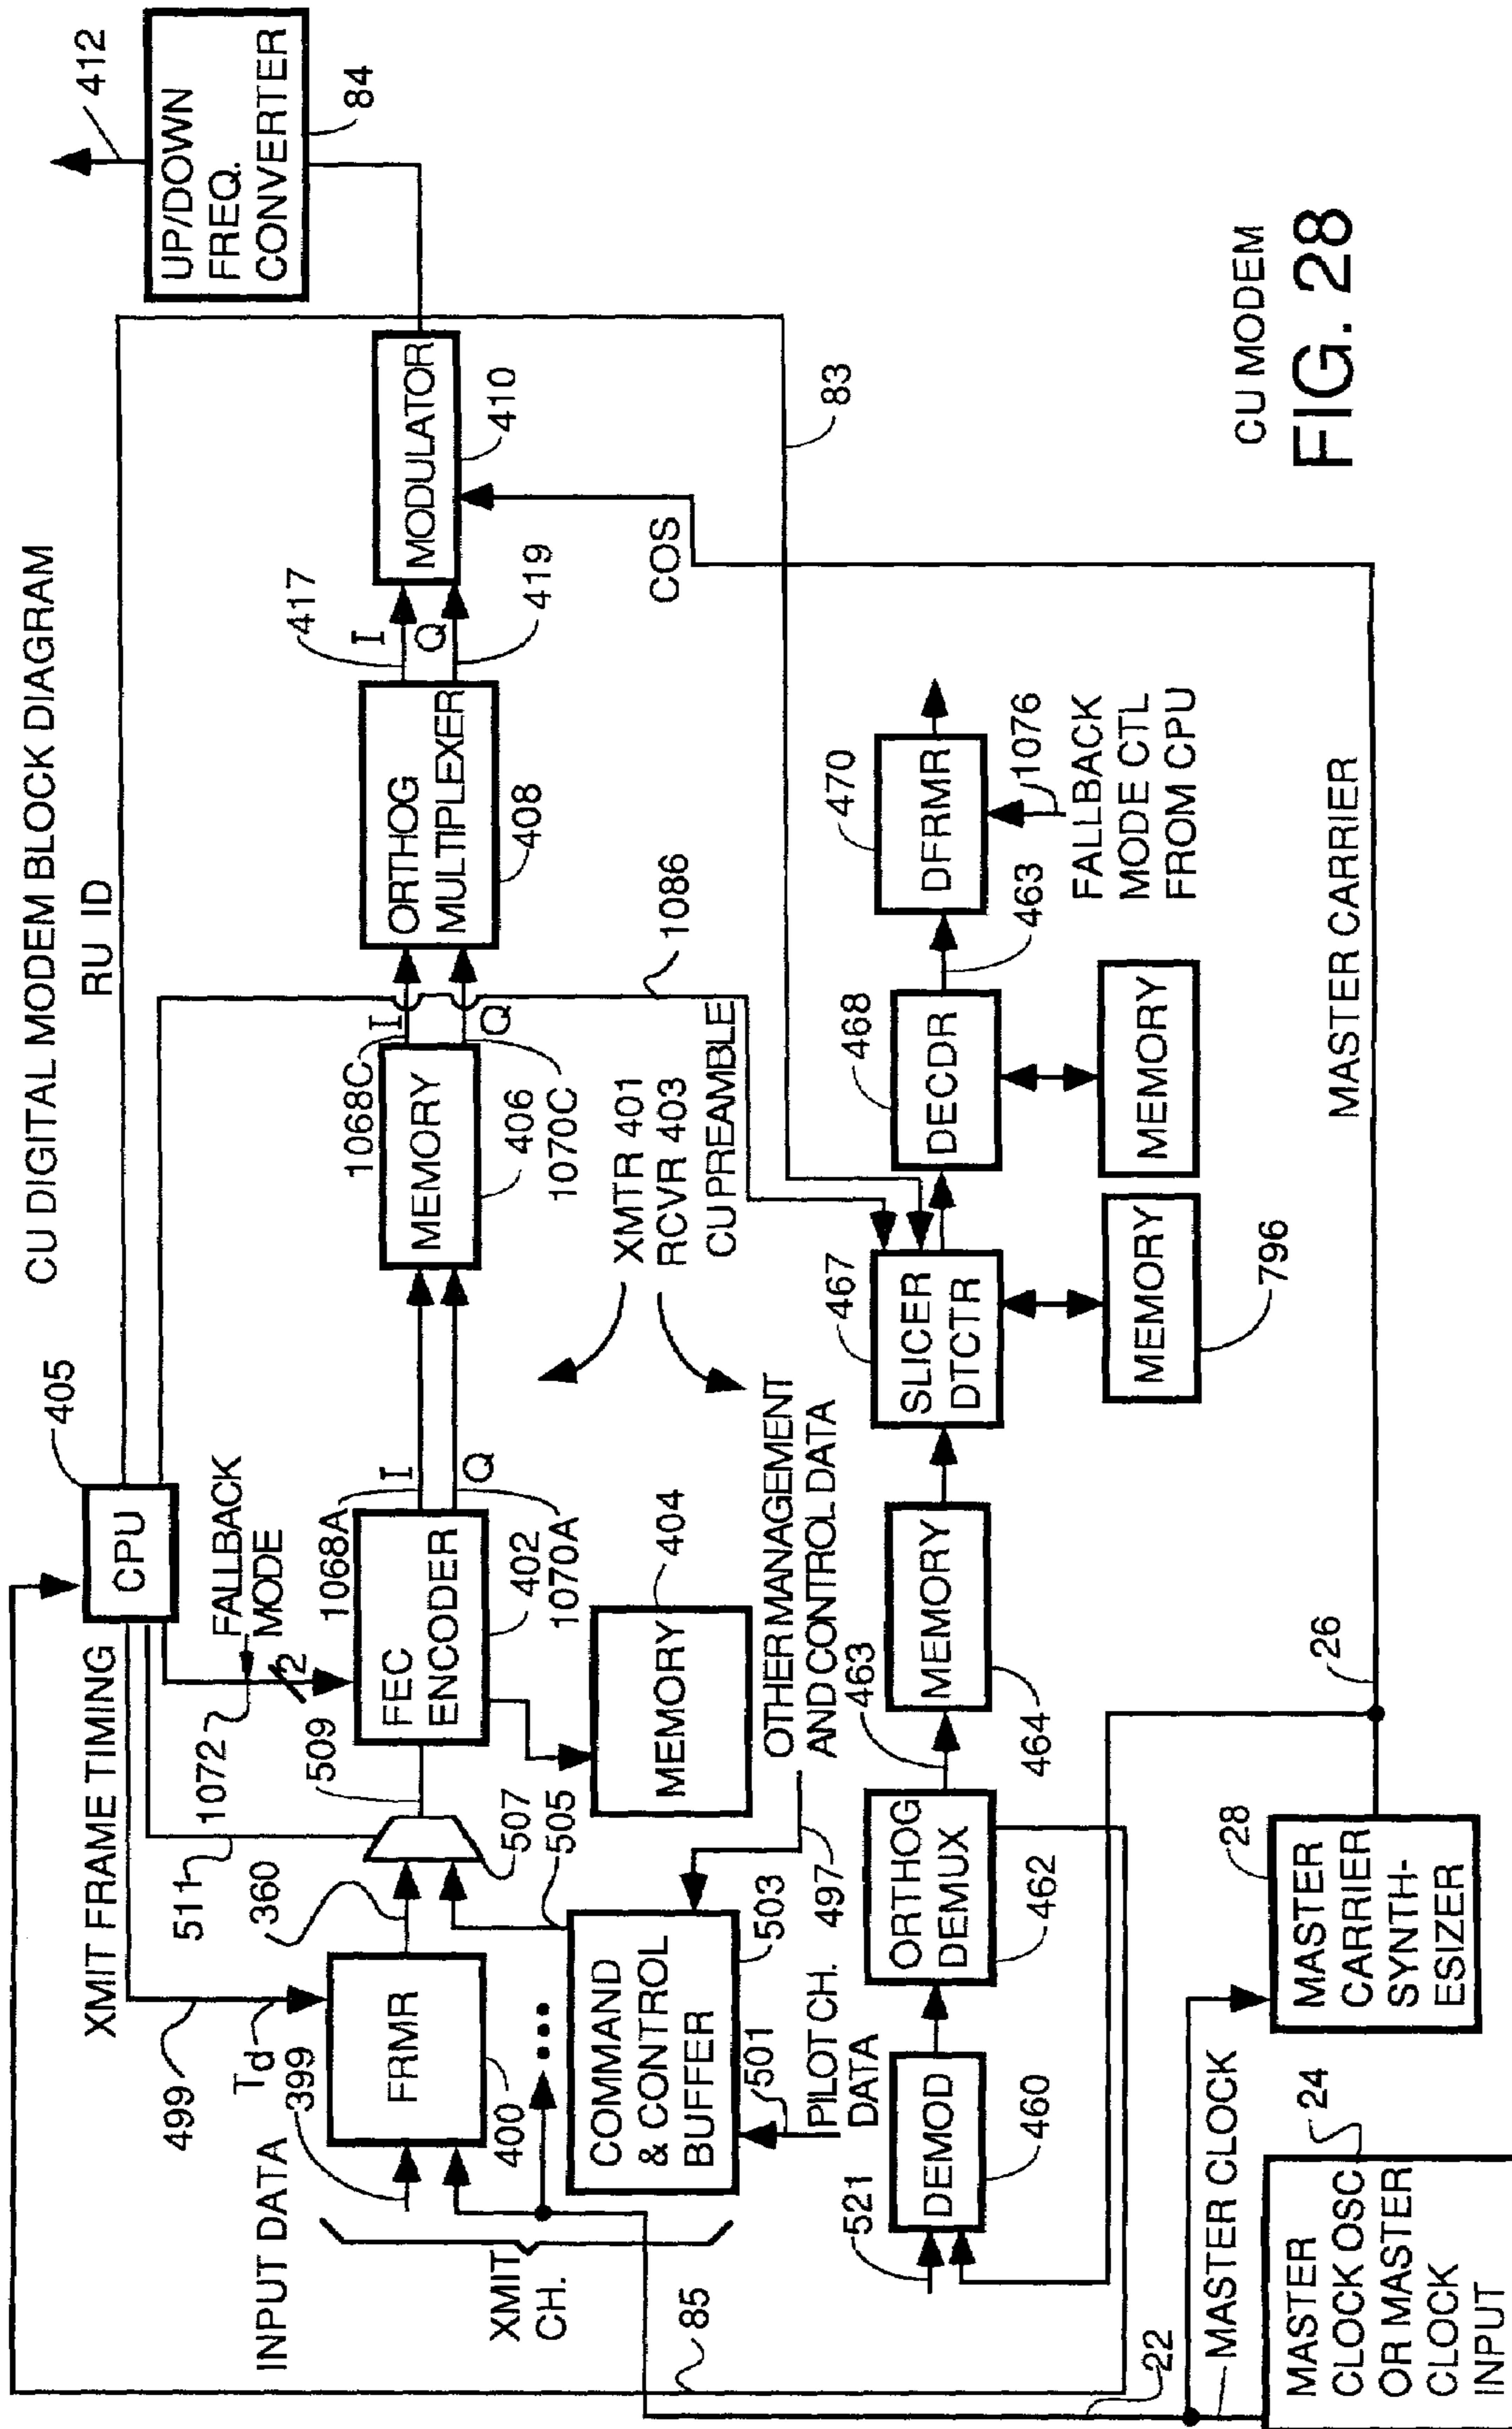 CU DIGITAL MODEM BLOCK DIAGRAM
RU ID
412
UP/DOWN
FREQ.
CONVERTER
84
405
CPU
XMIT FRAME TIMING
FALLBACK
MODE
2
1072
511
499
Td
INPUT DATA
399
FRMR
400
360
509
507
505
FEC
ENCODER
402
1068A
I
Q
1070A
MEMORY
404
MEMORY
406
1068C
I
Q
1070C
ORTHOG
MULTIPLEXER
408
417
I
Q
419
MODULATOR
410
XMIT
CH.
COMMAND
& CONTROL
BUFFER
503
501
PILOT CH.
DATA
497
OTHER MANAGEMENT
AND CONTROL DATA
XMTR 401
RCVR 403
CU PREAMBLE
1086
COS
83
521
DEMOD
460
ORTHOG
DEMUX
462
463
MEMORY
464
SLICER
DTCTR
467
MEMORY
796
DECDR
468
MEMORY
463
DFRMR
470
1076
FALLBACK
MODE CTL
FROM CPU
85
22
MASTER CLOCK
MASTER
CLOCK OSC
OR MASTER
CLOCK
INPUT
24
MASTER
CARRIER
SYNTH-
ESIZER
28
26
MASTER CARRIER
CU MODEM
FIG. 28